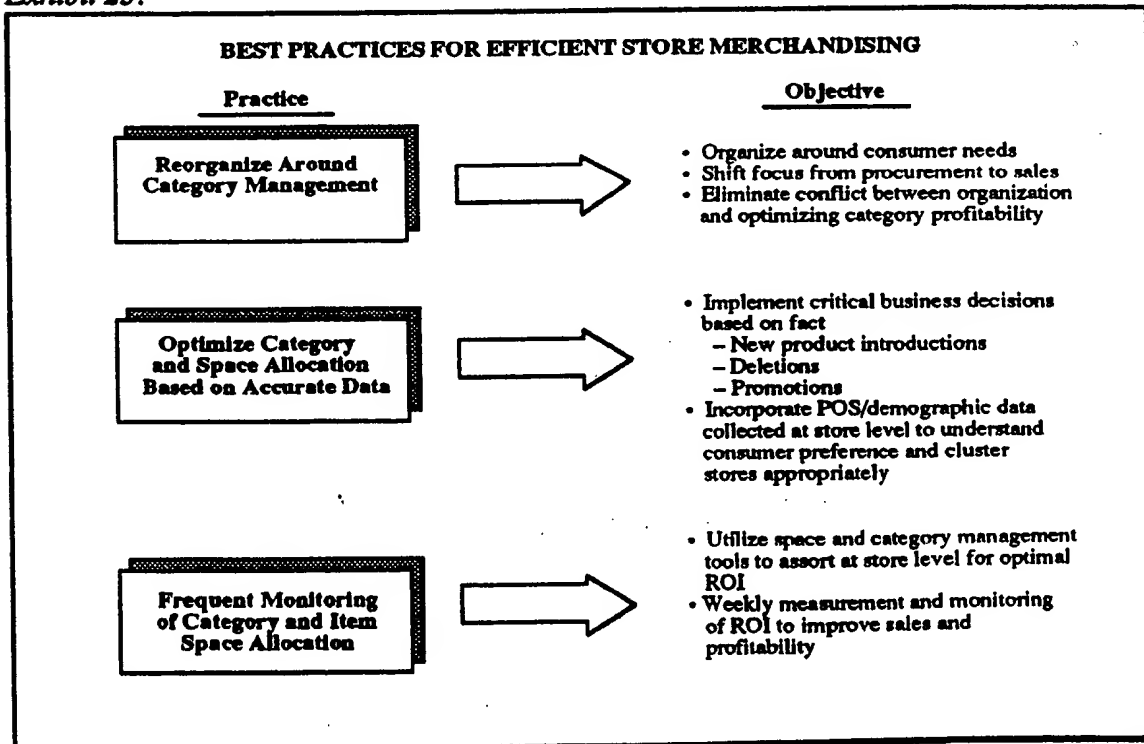 BEST PRACTICES FOR EFFICIENT STORE MERCHANDISING
Practice
Objective
Reorganize Around
Category Management
• Organize around consumer needs
• Shift focus from procurement to sales
• Eliminate conflict between organization
and optimizing category profitability
Optimize Category
and Space Allocation
Based on Accurate Data
• Implement critical business decisions
based on fact
– New product introductions
– Deletions
– Promotions
• Incorporate POS/demographic data
collected at store level to understand
consumer preference and cluster
stores appropriately
Frequent Monitoring
of Category and Item
Space Allocation
• Utilize space and category management
tools to assort at store level for optimal
ROI
• Weekly measurement and monitoring
of ROI to improve sales and
profitability